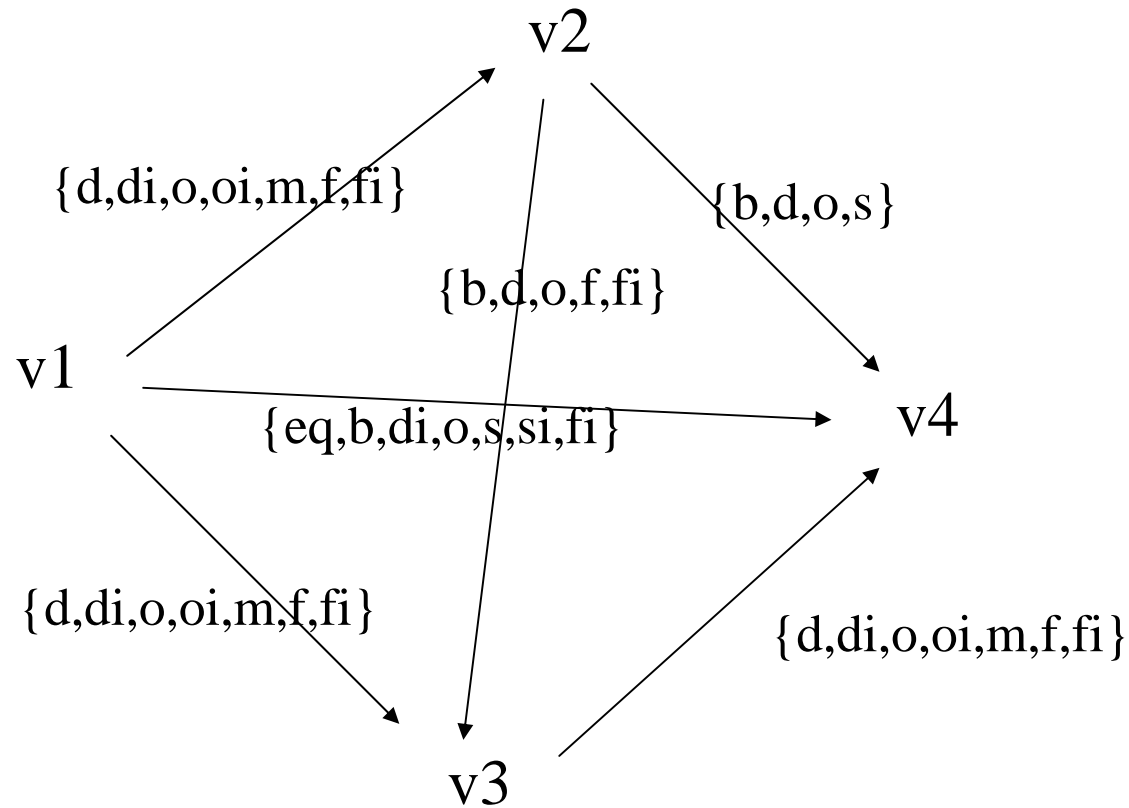 v2
{d,di,o,oi,m,f,fi}
{b,d,o,s}
{b,d,o,f,fi}
v1
v4
{eq,b,di,o,s,si,fi}
{d,di,o,oi,m,f,fi}
{d,di,o,oi,m,f,fi}
v3